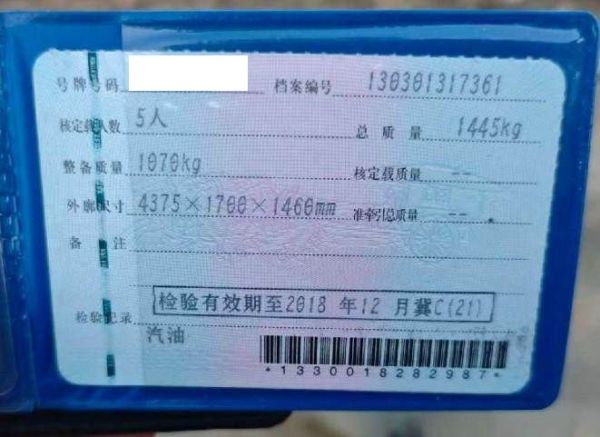 号牌号码 档案编号 130301317361
核定载人数 5人 总质量 1445kg
整备质量 1070kg 核定载质量 --
外廓尺寸 4375×1700×1460mm 准牵引总质量 --
备注
检验有效期至2018 年12 月冀C(21)
检验记录
汽油
*1330018282987*